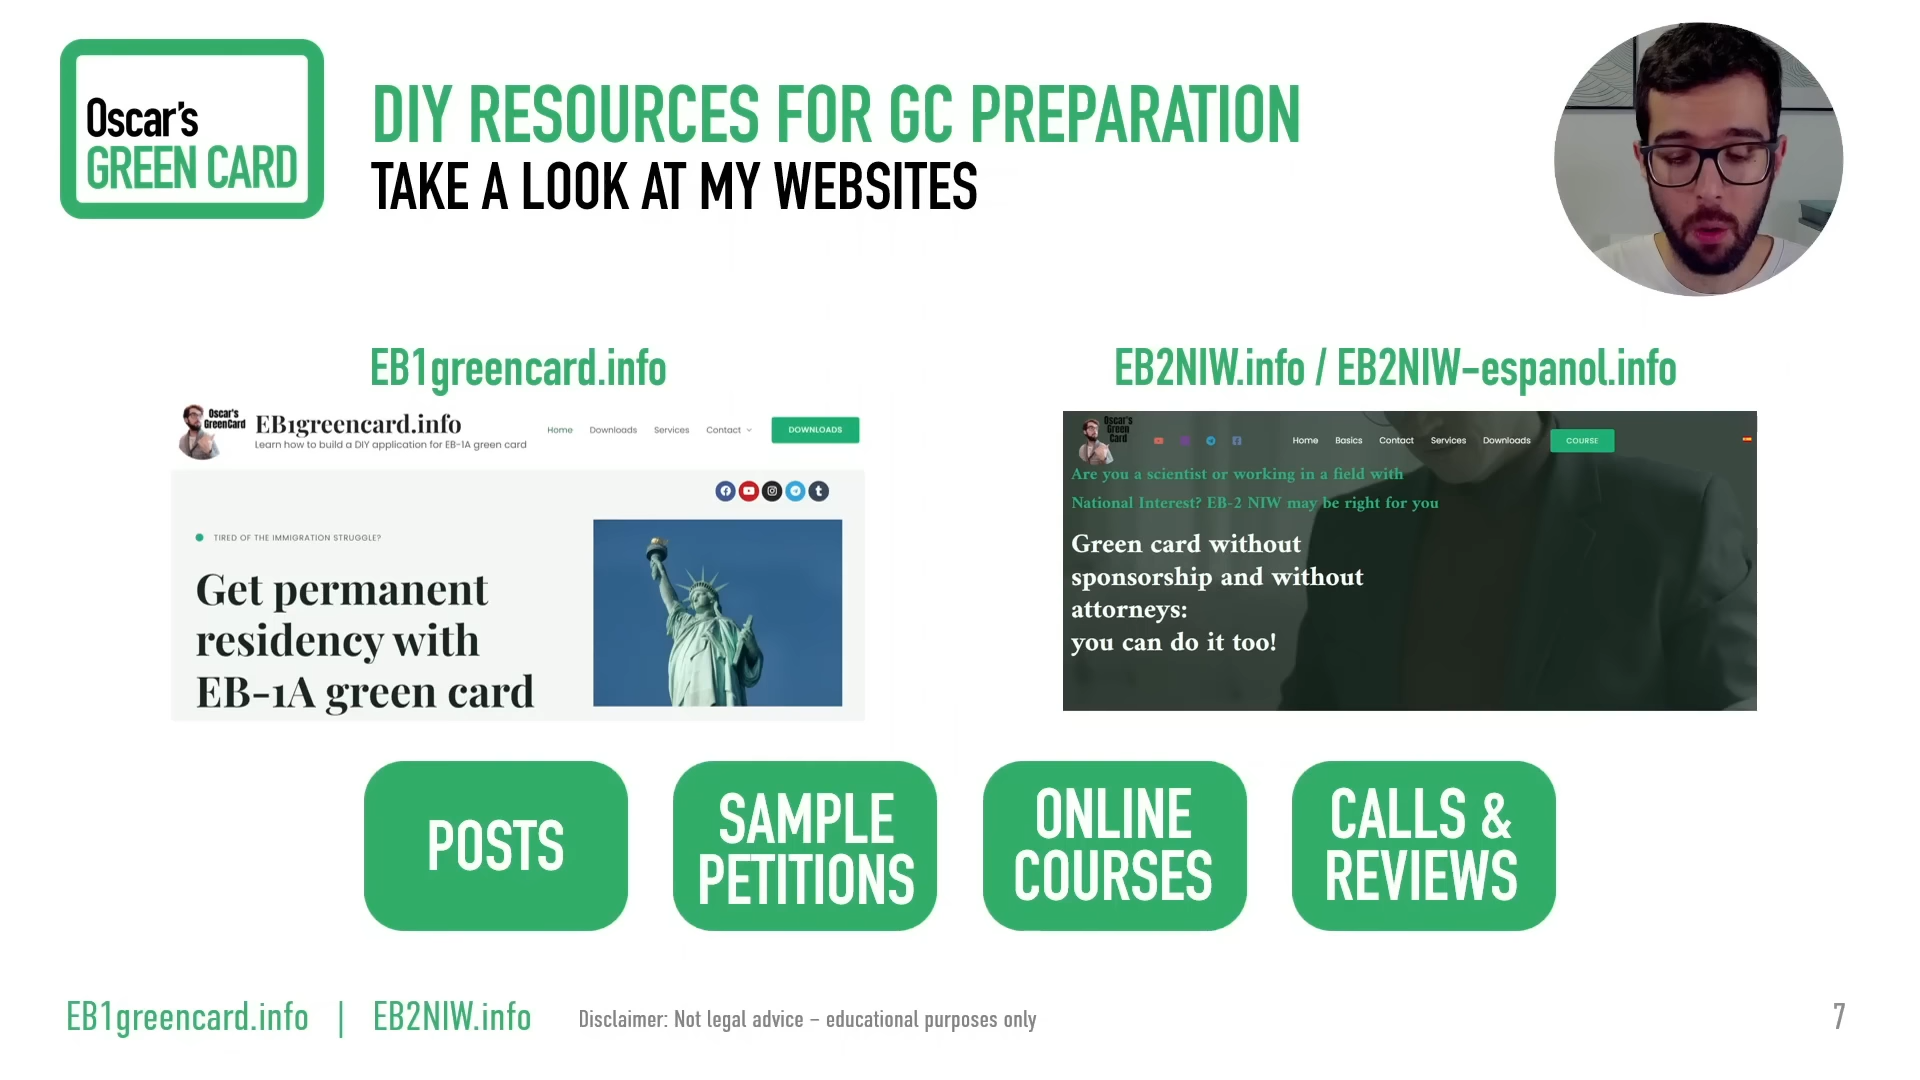 Oscar's
GREEN CARD
DIY RESOURCES FOR GC PREPARATION
TAKE A LOOK AT MY WEBSITES
EB1greencard.info
Oscar's
GreenCard
EB1greencard.info
Learn how to build a DIY application for EB-1A green card
Home Downloads Services Contact DOWNLOADS
TIRED OF THE IMMIGRATION STRUGGLE?
Get permanent
residency with
EB-1A green card
EB2NIW.info / EB2NIW-espanol.info
Oscar's
Green
Card
Home Basics Contact Services Downloads COURSE
Are you a scientist or working in a field with
National Interest? EB-2 NIW may be right for you
Green card without
sponsorship and without
attorneys:
you can do it too!
POSTS
SAMPLE
PETITIONS
ONLINE
COURSES
CALLS &
REVIEWS
EB1greencard.info | EB2NIW.info Disclaimer: Not legal advice – educational purposes only 7